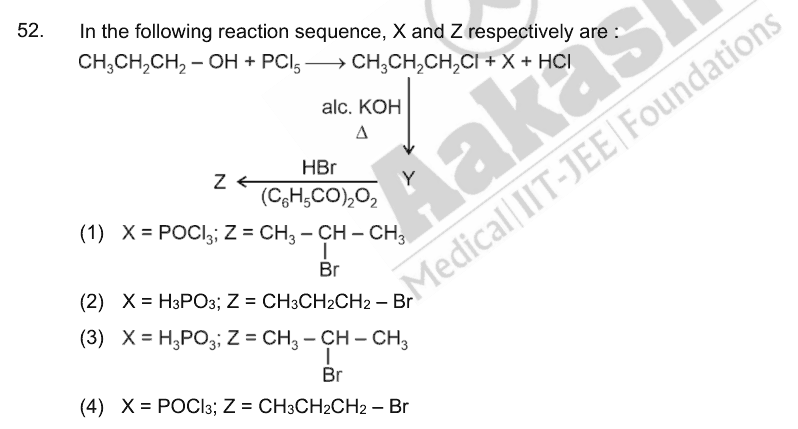 52. In the following reaction sequence, X and Z respectively are :
CH₃CH₂CH₂ – OH + PCl₅ ⟶ CH₃CH₂CH₂Cl + X + HCl
alc. KOH
Δ
HBr
Z ⟵ Y
(C₆H₅CO)₂O₂
(1) X = POCl₃; Z = CH₃ – CH – CH₃
|
Br
(2) X = H₃PO₃; Z = CH₃CH₂CH₂ – Br
(3) X = H₃PO₃; Z = CH₃ – CH – CH₃
|
Br
(4) X = POCl₃; Z = CH₃CH₂CH₂ – Br
Aakash
Medical|IIT-JEE|Foundations